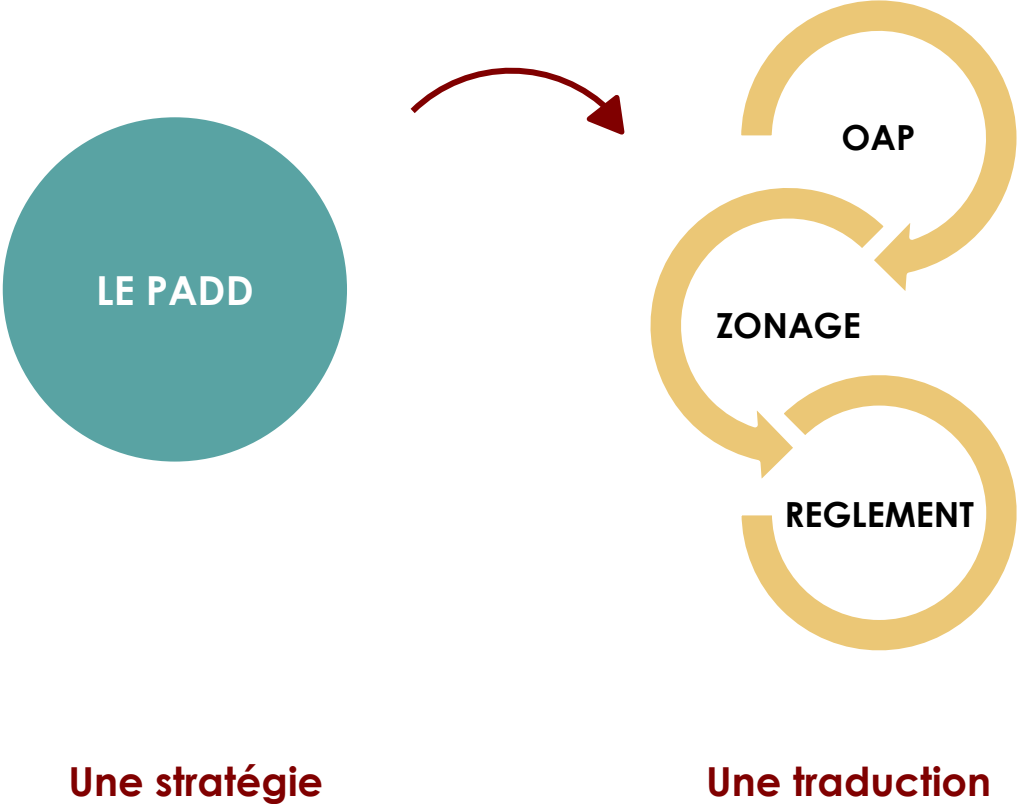 LE PADD
OAP
ZONAGE
REGLEMENT
Une stratégie
Une traduction